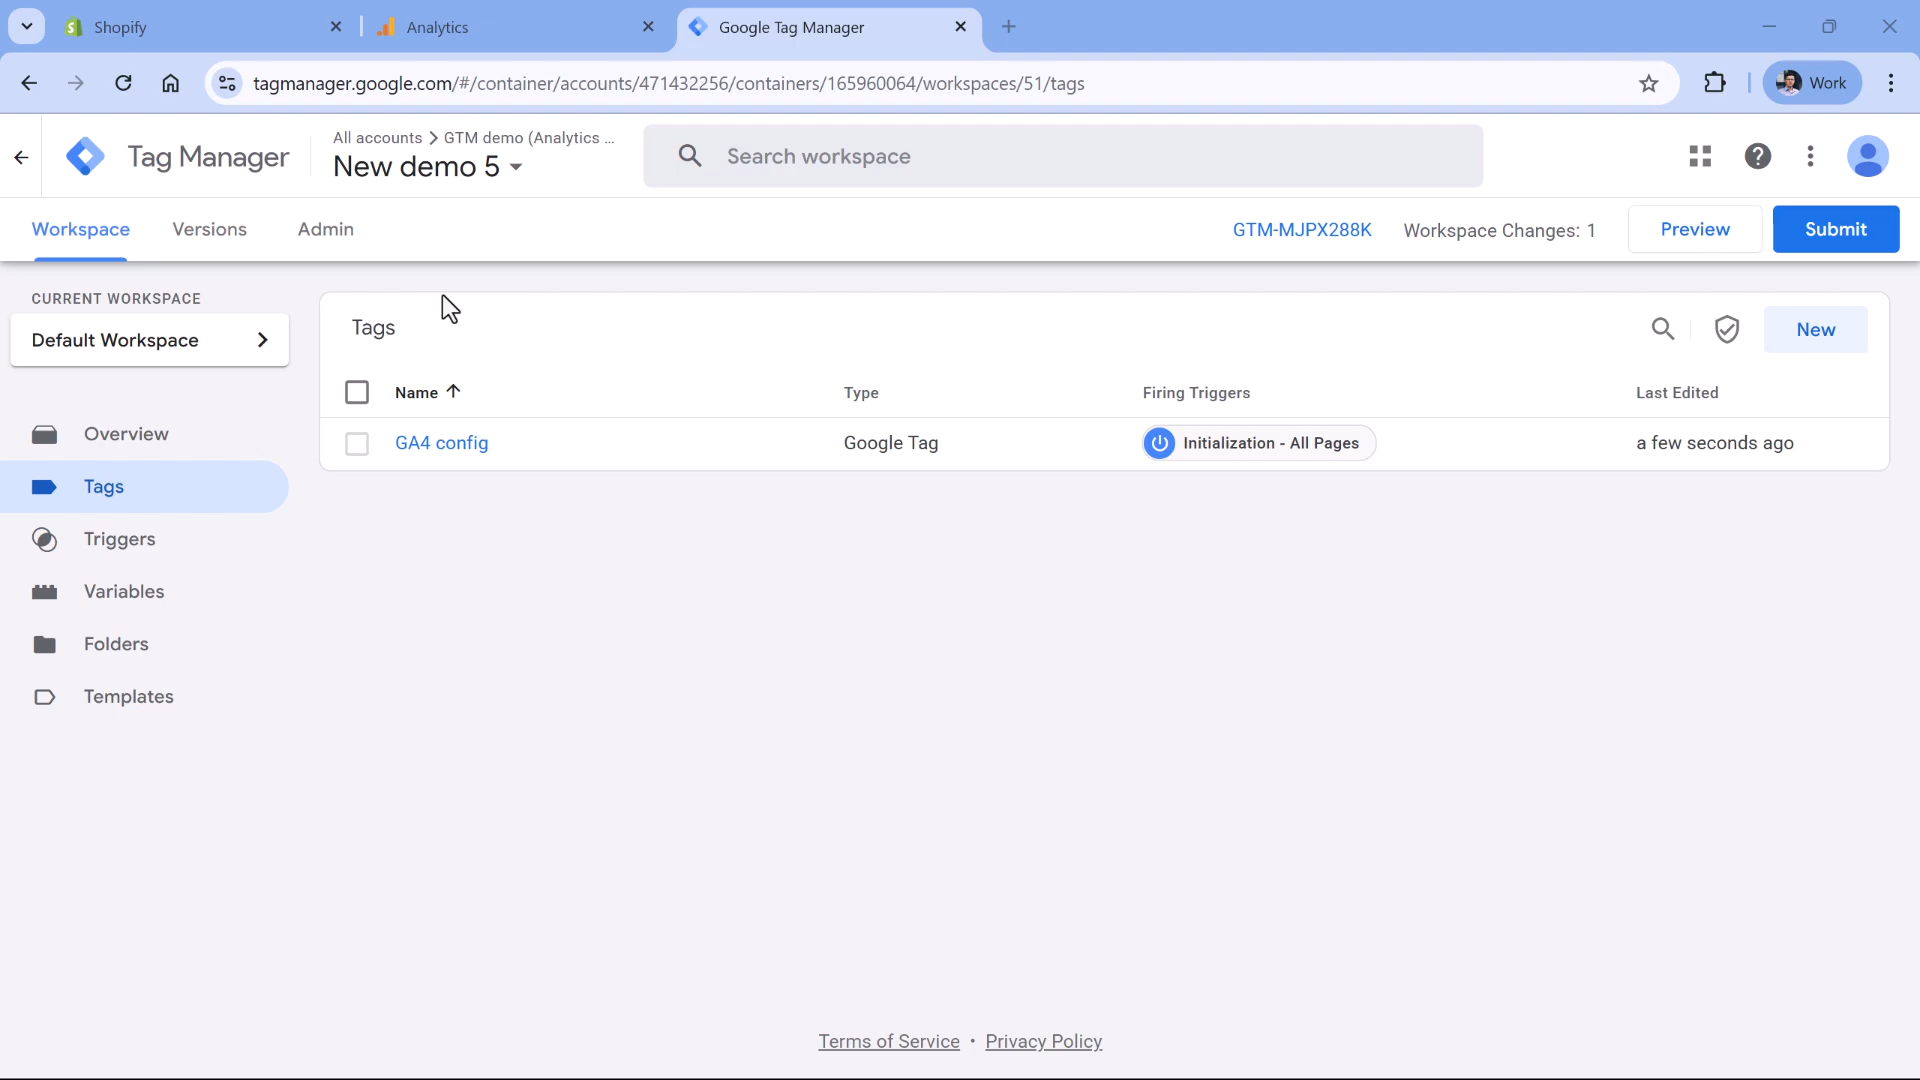 Shopify
Analytics
Google Tag Manager
tagmanager.google.com/#/container/accounts/471432256/containers/165960064/workspaces/51/tags
Work
Tag Manager
All accounts > GTM demo (Analytics ...
New demo 5
Search workspace
Workspace
Versions
Admin
GTM-MJPX288K
Workspace Changes: 1
Preview
Submit
CURRENT WORKSPACE
Default Workspace
Overview
Tags
Triggers
Variables
Folders
Templates
Tags
New
Name Type Firing Triggers Last Edited
GA4 config Google Tag Initialization - All Pages a few seconds ago
Terms of Service • Privacy Policy